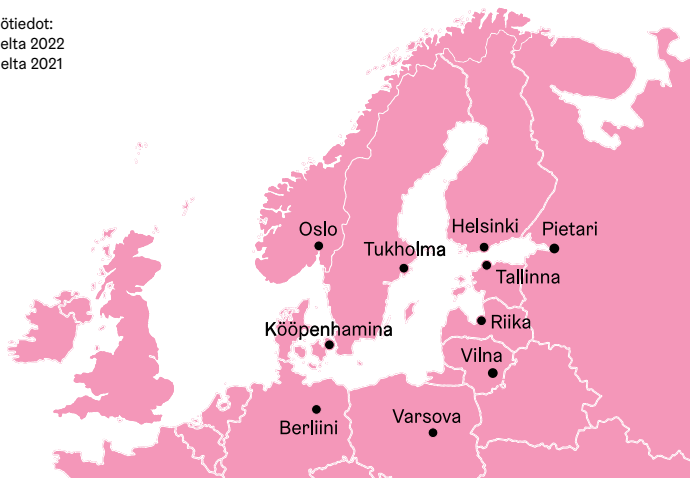 ötiedot:
elta 2022
elta 2021
Oslo
Helsinki
Pietari
Tukholma
Tallinna
Riika
Kööpenhamina
Vilna
Berliini
Varsova